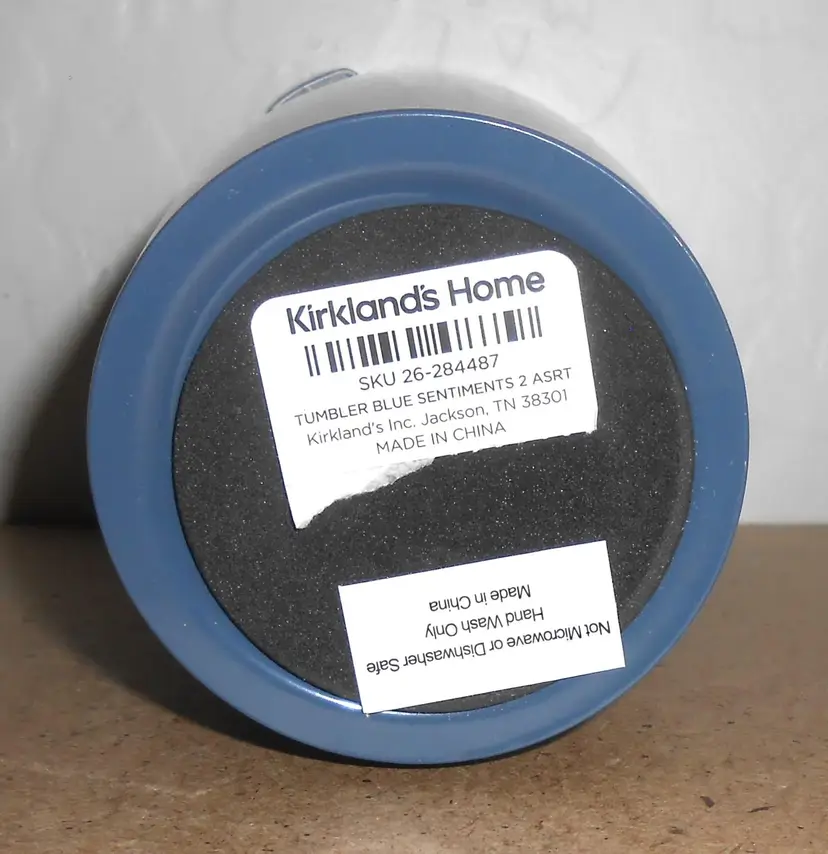 Kirkland's Home
SKU 26-284487
TUMBLER BLUE SENTIMENTS 2 ASRT
Kirkland's Inc. Jackson, TN 38301
MADE IN CHINA
Not Microwave or Dishwasher Safe
Hand Wash Only
Made in China